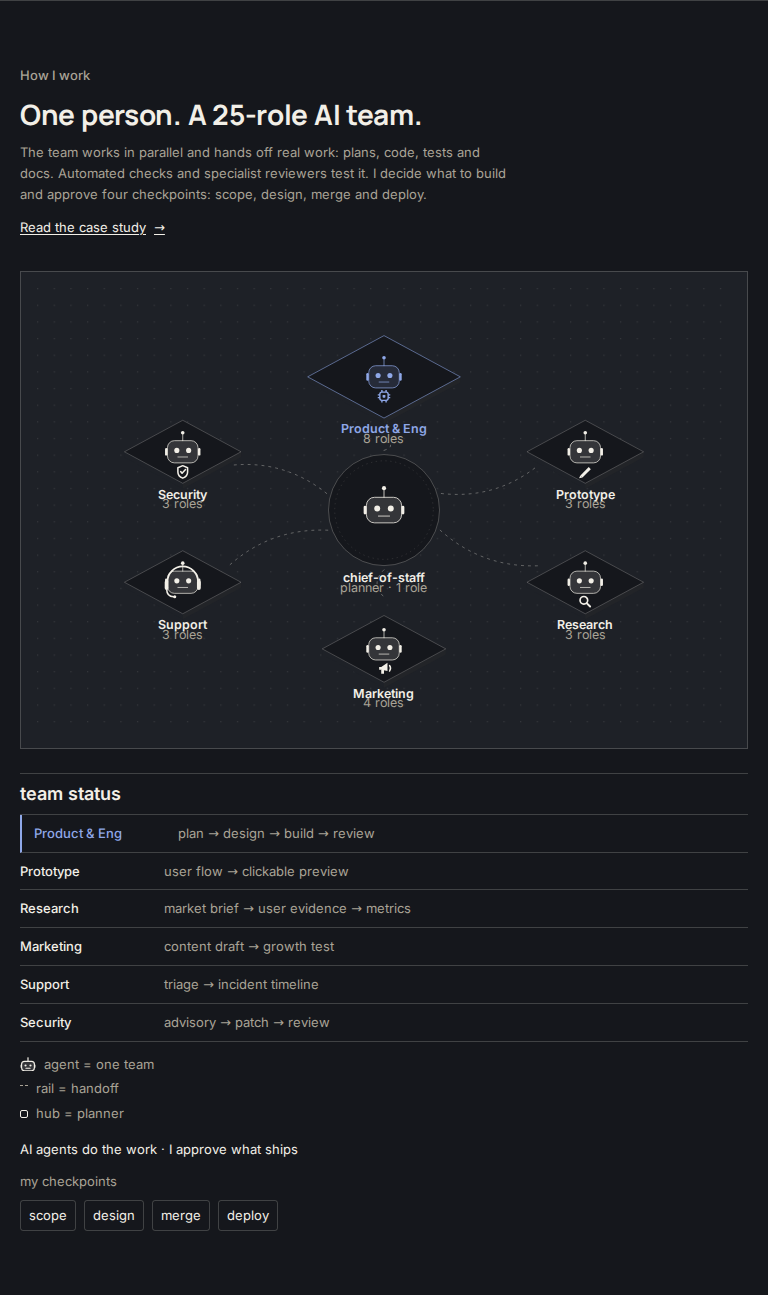 How I work
One person. A 25-role AI team.
The team works in parallel and hands off real work: plans, code, tests and
docs. Automated checks and specialist reviewers test it. I decide what to build
and approve four checkpoints: scope, design, merge and deploy.
Read the case study →
Product & Eng
8 roles
Security
3 roles
Prototype
3 roles
chief-of-staff
planner · 1 role
Support
3 roles
Research
3 roles
Marketing
4 roles
team status
Product & Eng plan → design → build → review
Prototype user flow → clickable preview
Research market brief → user evidence → metrics
Marketing content draft → growth test
Support triage → incident timeline
Security advisory → patch → review
agent = one team
rail = handoff
hub = planner
AI agents do the work · I approve what ships
my checkpoints
scope design merge deploy